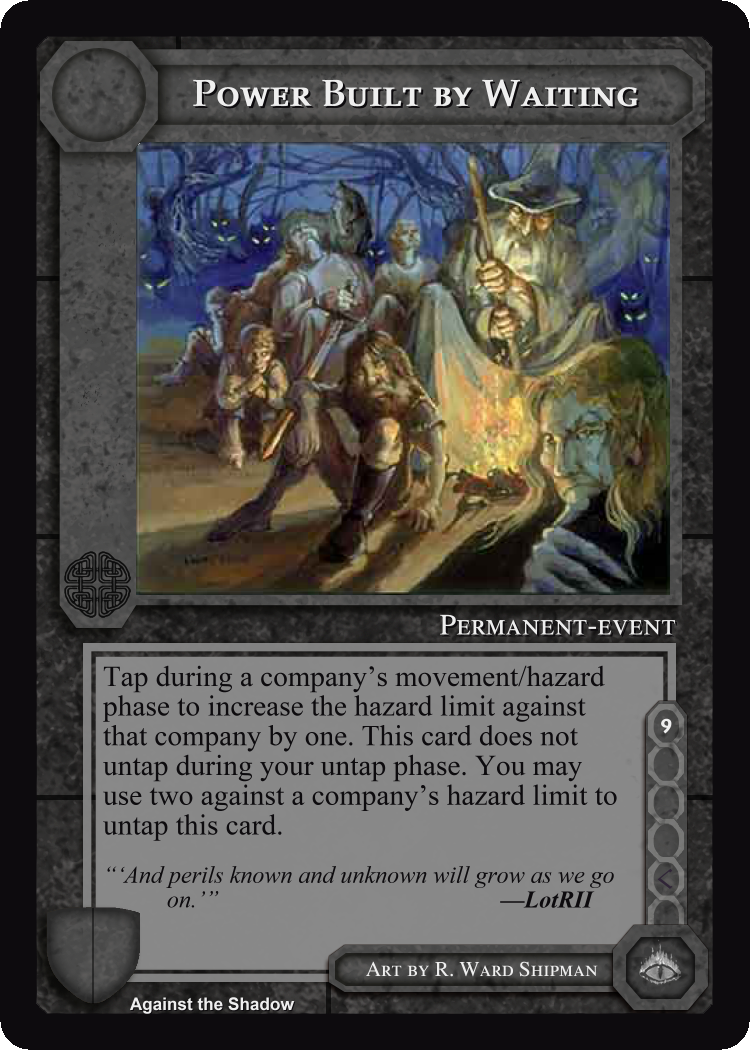 Power Built by Waiting
Permanent-event
Tap during a company's movement/hazard
phase to increase the hazard limit against
that company by one. This card does not
untap during your untap phase. You may
use two against a company's hazard limit to
untap this card.
9
"'And perils known and unknown will grow as we go
on.'" —LotRII
Art by R. Ward Shipman
Against the Shadow